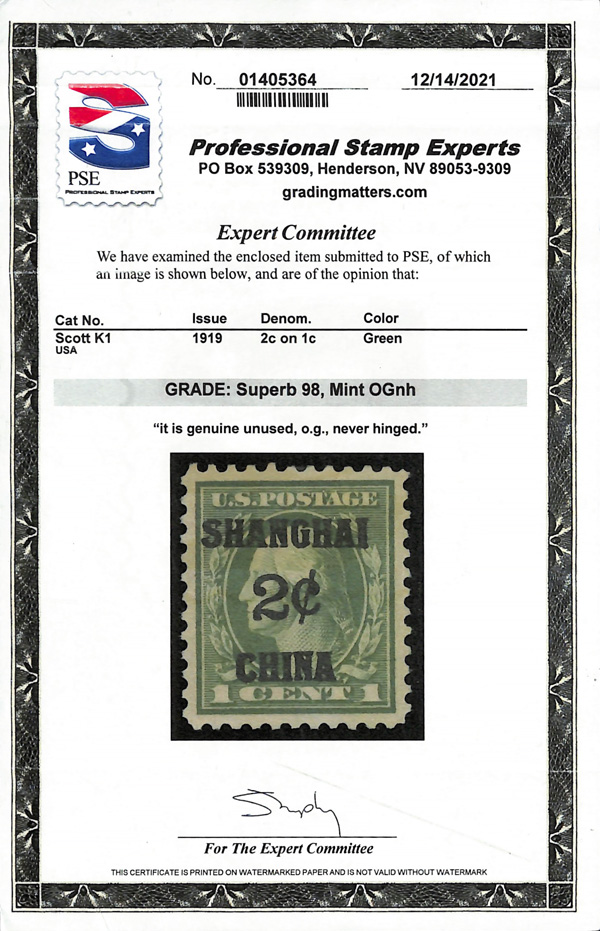 No. 01405364 12/14/2021
PSE
PROFESSIONAL STAMP EXPERTS
Professional Stamp Experts
PO Box 539309, Henderson, NV 89053-9309
gradingmatters.com
Expert Committee
We have examined the enclosed item submitted to PSE, of which
an image is shown below, and are of the opinion that:
Cat No. Issue Denom. Color
Scott K1 1919 2c on 1c Green
USA
GRADE: Superb 98, Mint OGnh
“it is genuine unused, o.g., never hinged.”
U.S. POSTAGE
SHANGHAI
2¢
CHINA
1 CENT 1
For The Expert Committee
THIS CERTIFICATE IS PRINTED ON WATERMARKED PAPER AND IS NOT VALID WITHOUT WATERMARK